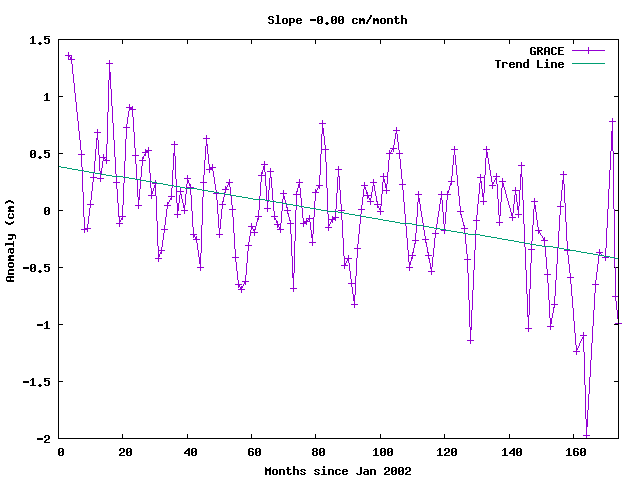 Slope -0.00 cm/month
GRACE
Trend Line
1.5
1
0.5
0
-0.5
-1
-1.5
-2
Anomaly (cm)
0 20 40 60 80 100 120 140 160
Months since Jan 2002